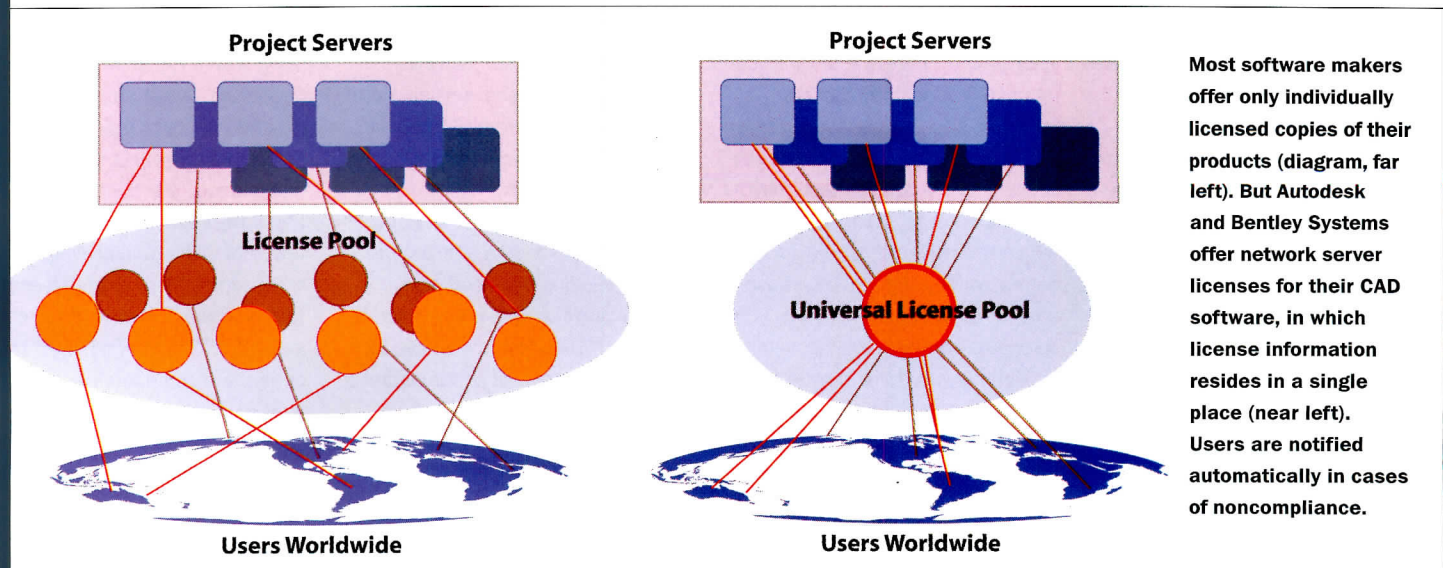 Project Servers
License Pool
Users Worldwide
Project Servers
Universal License Pool
Users Worldwide
Most software makers
offer only individually
licensed copies of their
products (diagram, far
left). But Autodesk
and Bentley Systems
offer network server
licenses for their CAD
software, in which
license information
resides in a single
place (near left).
Users are notified
automatically in cases
of noncompliance.